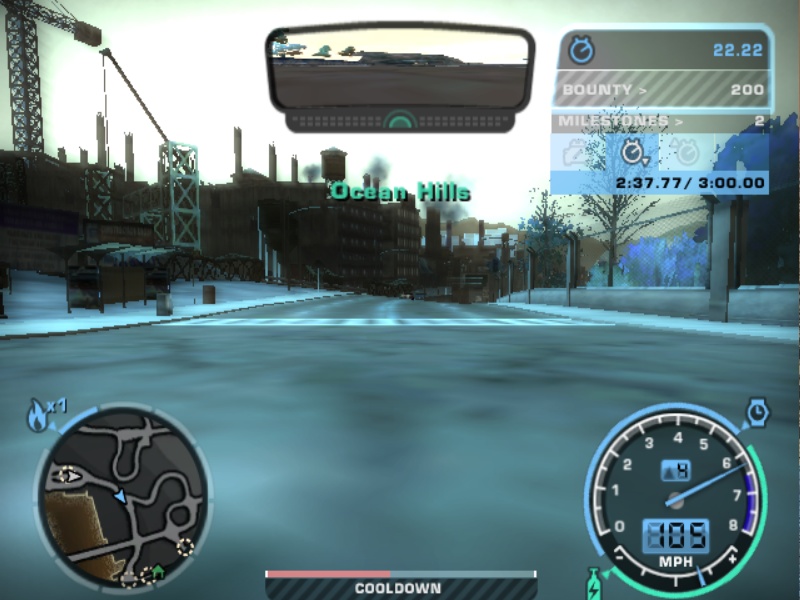 22.22
BOUNTY > 200
MILESTONES > 2
2:37.77/ 3:00.00
Ocean Hills
x1
0 1 2 3 4 5 6 7 8
4
105
MPH
COOLDOWN